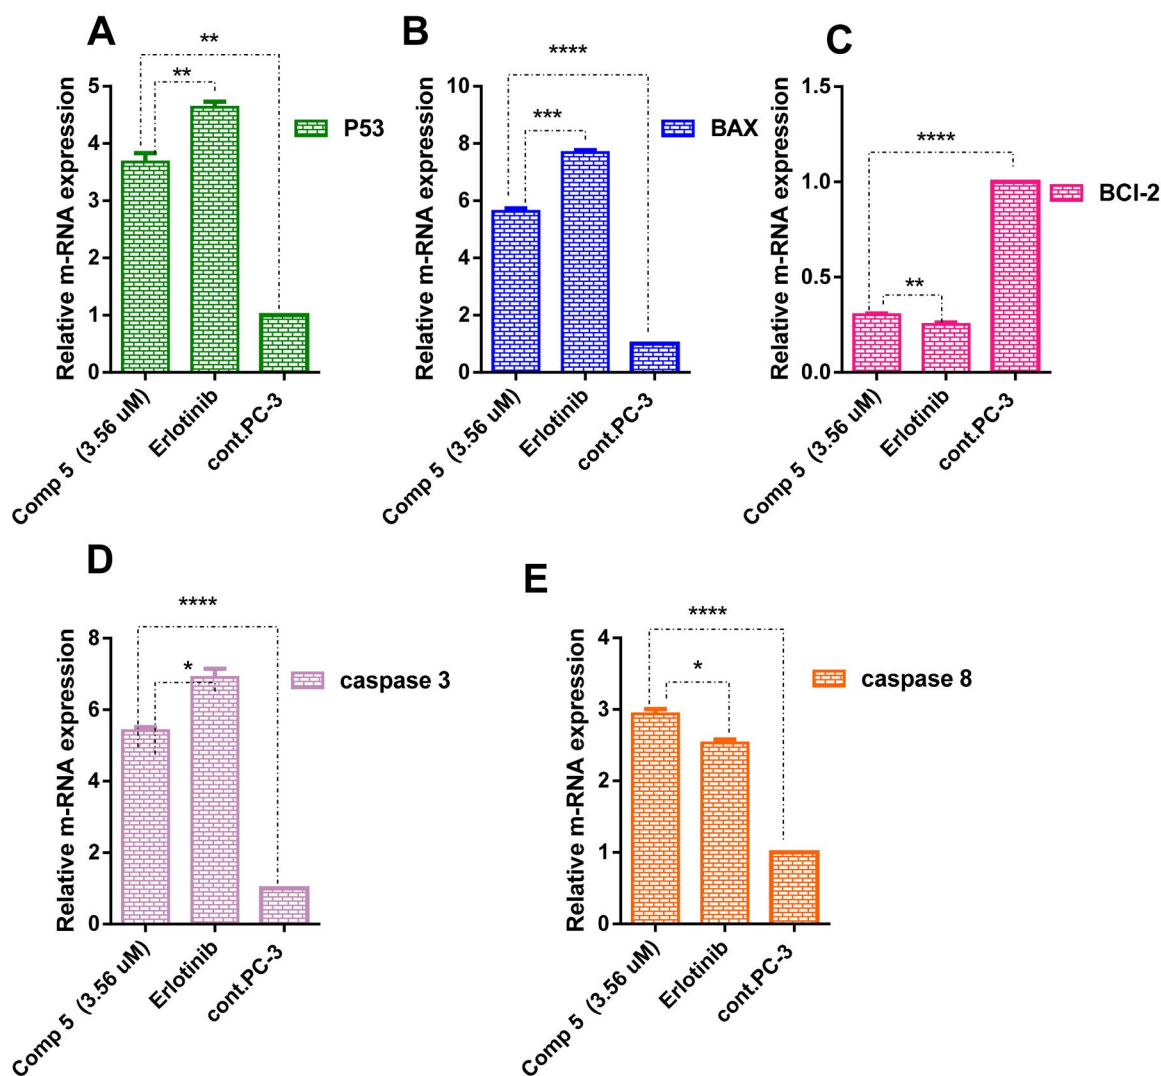 A
**
**
Relative m-RNA expression
5
4
3
2
1
0
P53
Comp 5 (3.56 uM)
Erlotinib
cont.PC-3
B
****
***
Relative m-RNA expression
10
8
6
4
2
0
BAX
Comp 5 (3.56 uM)
Erlotinib
cont.PC-3
C
****
**
Relative m-RNA expression
1.5
1.0
0.5
0.0
BCI-2
Comp 5 (3.56 uM)
Erlotinib
cont.PC-3
D
****
*
Relative m-RNA expression
8
6
4
2
0
caspase 3
Comp 5 (3.56 uM)
Erlotinib
cont.PC-3
E
****
*
Relative m-RNA expression
4
3
2
1
0
caspase 8
Comp 5 (3.56 uM)
Erlotinib
cont.PC-3